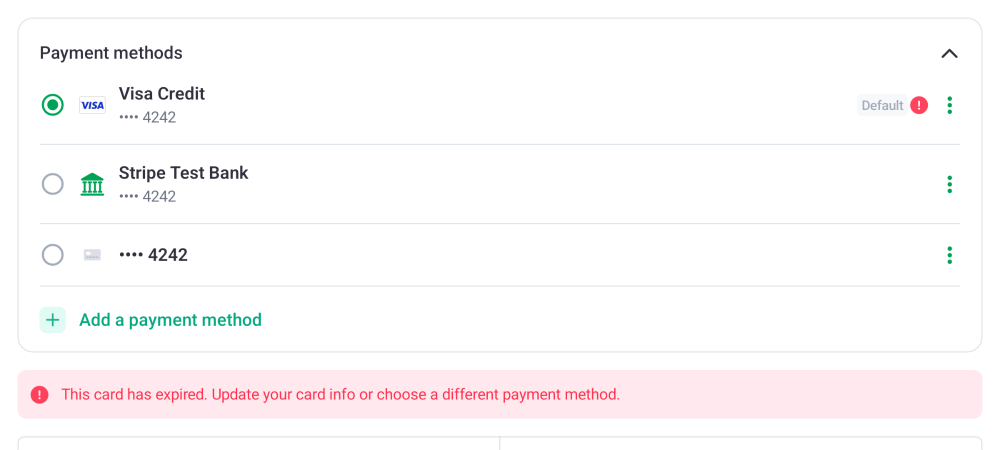 Payment methods
VISA
Visa Credit
•••• 4242
Default
Stripe Test Bank
•••• 4242
•••• 4242
Add a payment method
This card has expired. Update your card info or choose a different payment method.